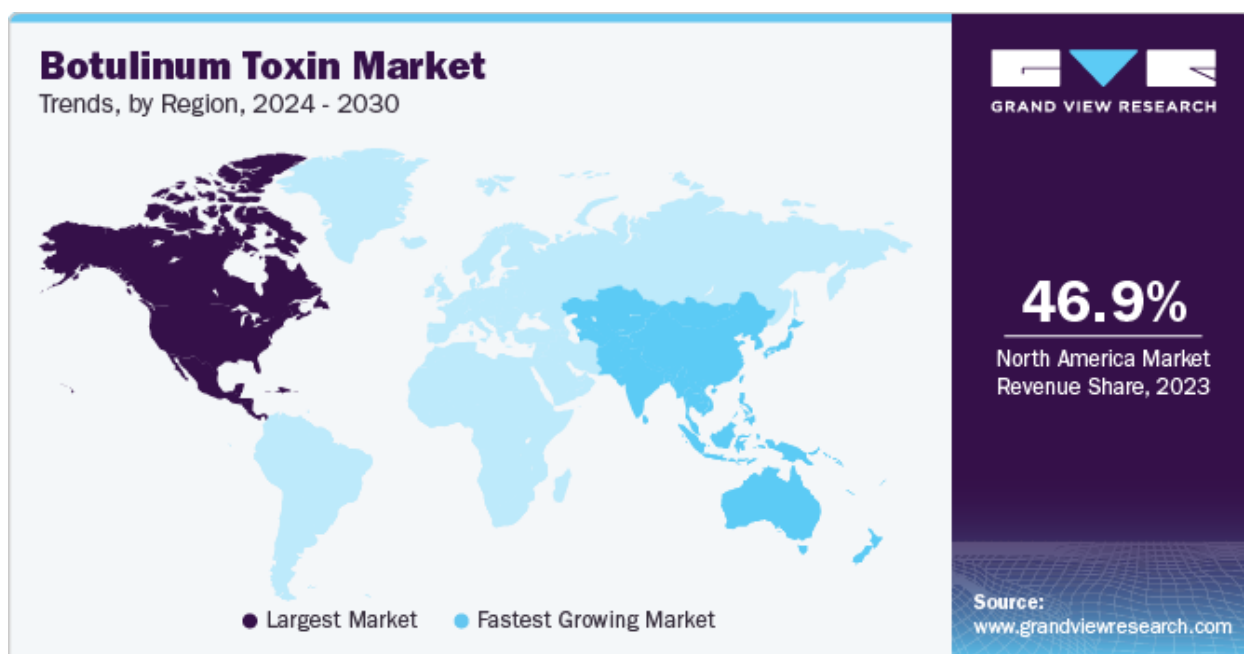 Botulinum Toxin Market
Trends, by Region, 2024 - 2030
GRAND VIEW RESEARCH
46.9%
North America Market
Revenue Share, 2023
Largest Market
Fastest Growing Market
Source:
www.grandviewresearch.com